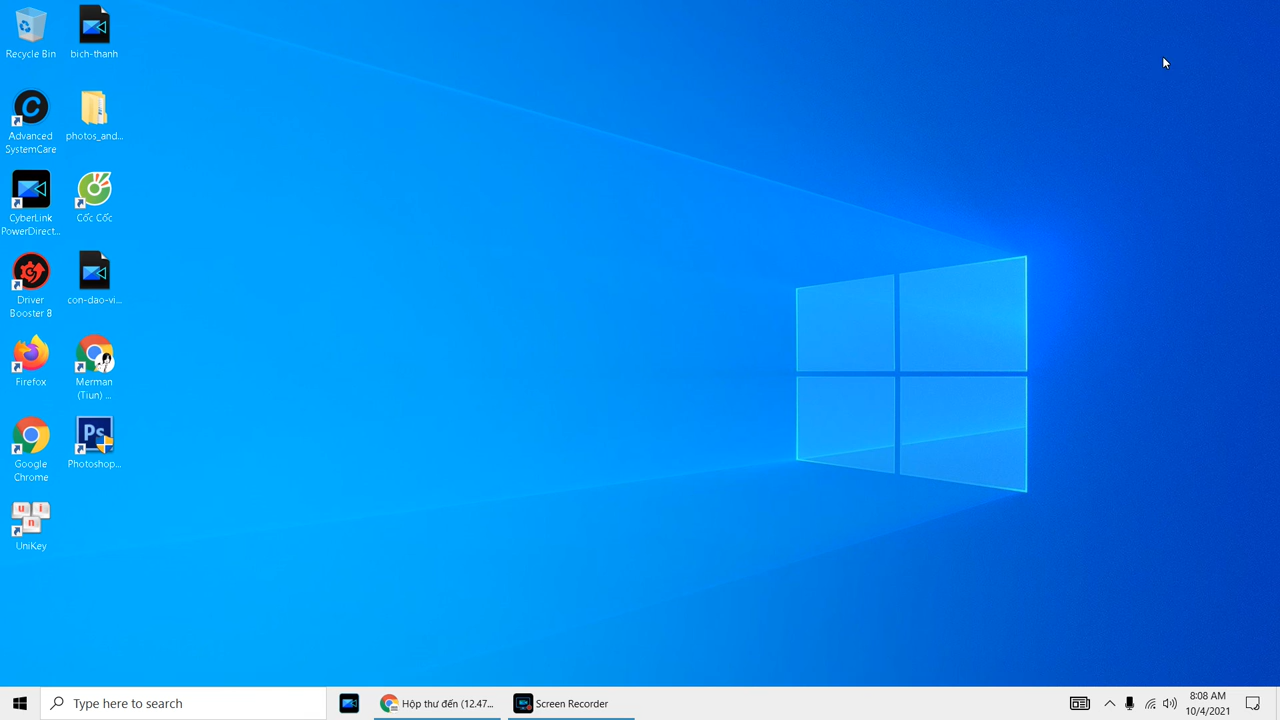 Recycle Bin
bich-thanh
Advanced
SystemCare
photos_and...
CyberLink
PowerDirect...
Cốc Cốc
Driver
Booster 8
con-dao-vi...
Firefox
Merman
(Tiun) ...
Google
Chrome
Ps
Photoshop...
u i
n
UniKey
Type here to search
Hộp thư đến (12.47...
Screen Recorder
8:08 AM
10/4/2021